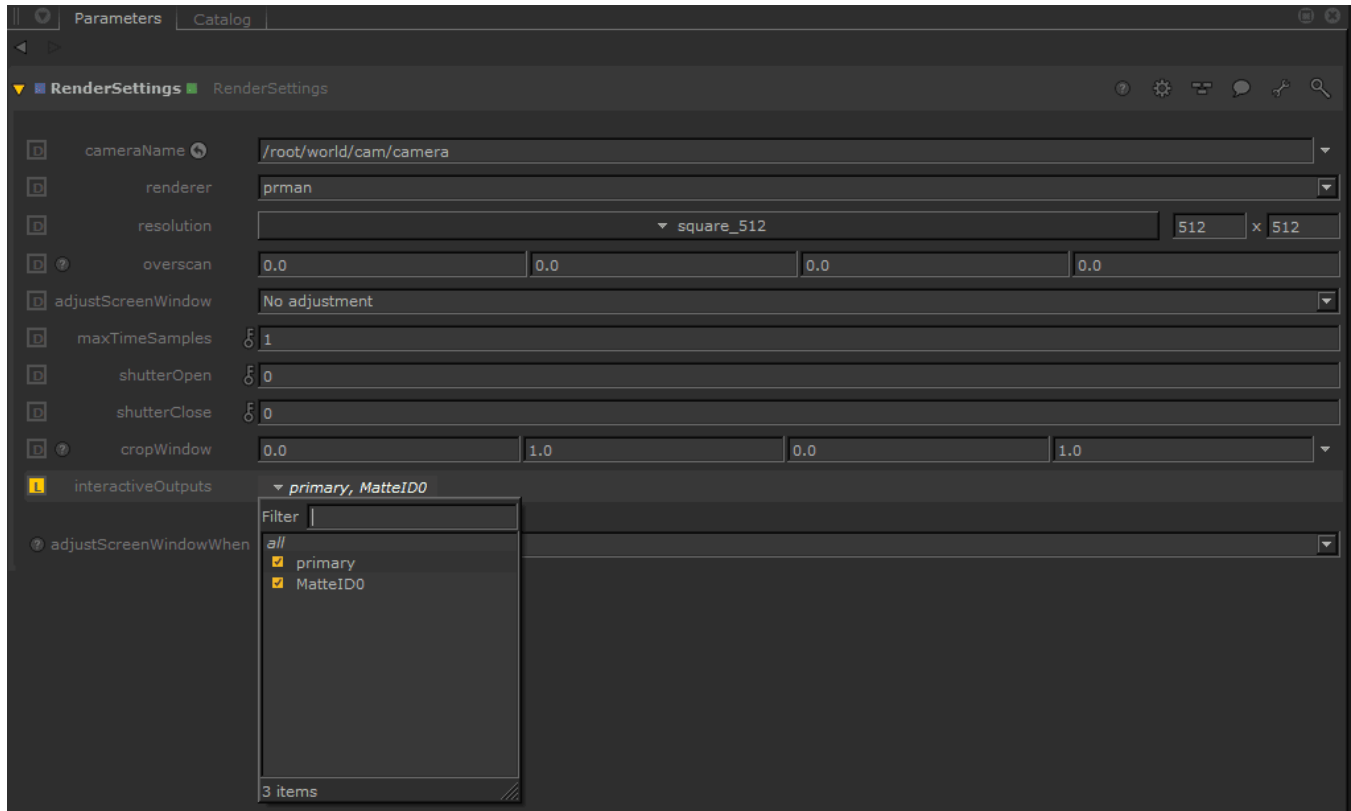 Parameters Catalog
RenderSettings RenderSettings
D cameraName /root/world/cam/camera
D renderer prman
D resolution square_512 512 x 512
D ? overscan 0.0 0.0 0.0 0.0
D adjustScreenWindow No adjustment
D maxTimeSamples 1
D shutterOpen 0
D shutterClose 0
D ? cropWindow 0.0 1.0 0.0 1.0
L interactiveOutputs primary, MatteID0
Filter
? adjustScreenWindowWhen
all
primary
MatteID0
3 items